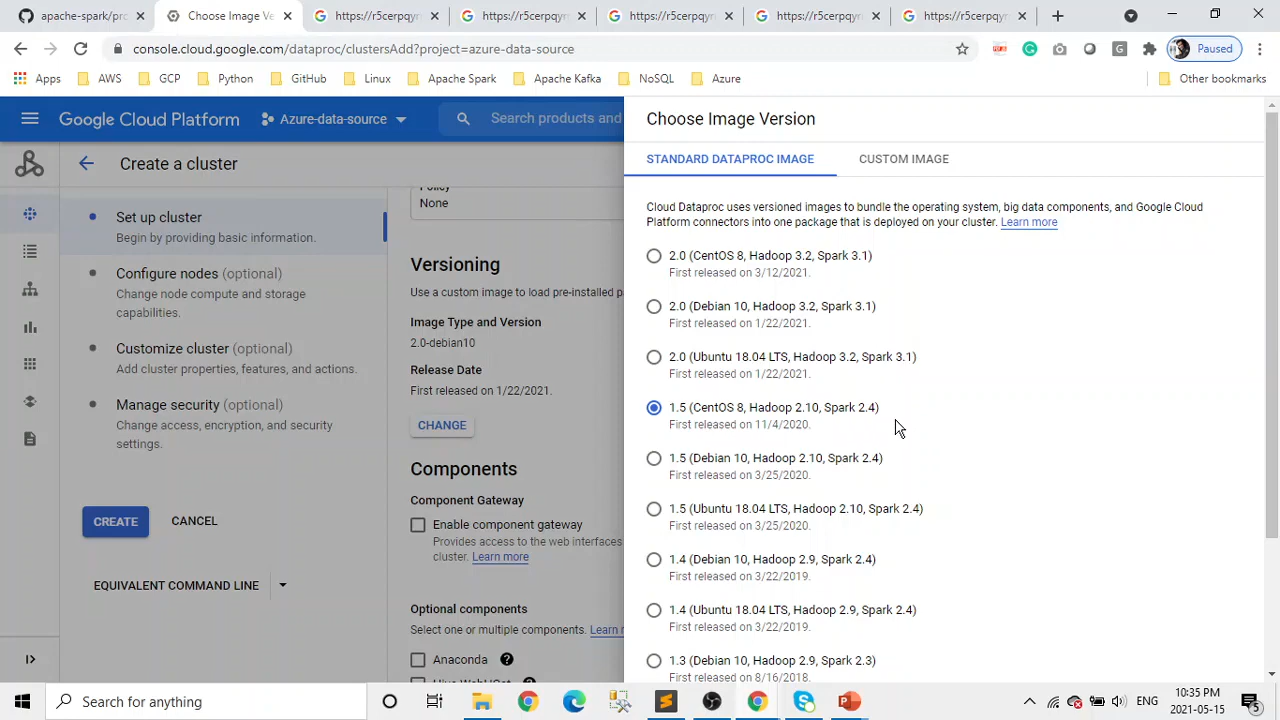 apache-spark/prc
Choose Image Ve
https://r5cerpqyn
https://r5cerpqyn
https://r5cerpqyn
https://r5cerpqyn
https://r5cerpqyn
console.cloud.google.com/dataproc/clustersAdd?project=azure-data-source
G
Paused
Apps
AWS
GCP
Python
GitHub
Linux
Apache Spark
Apache Kafka
NoSQL
Azure
Other bookmarks
Google Cloud Platform
Azure-data-source
Search products and
Create a cluster
Set up cluster
Begin by providing basic information.
Configure nodes (optional)
Change node compute and storage
capabilities.
Customize cluster (optional)
Add cluster properties, features, and actions.
Manage security (optional)
Change access, encryption, and security
settings.
CREATE
CANCEL
EQUIVALENT COMMAND LINE
Policy
None
Versioning
Use a custom image to load pre-installed p
Image Type and Version
2.0-debian10
Release Date
First released on 1/22/2021.
CHANGE
Components
Component Gateway
Enable component gateway
Provides access to the web interfaces
cluster. Learn more
Optional components
Select one or multiple components. Learn
Anaconda
Hive WebHCat
Choose Image Version
STANDARD DATAPROC IMAGE
CUSTOM IMAGE
Cloud Dataproc uses versioned images to bundle the operating system, big data components, and Google Cloud
Platform connectors into one package that is deployed on your cluster. Learn more
2.0 (CentOS 8, Hadoop 3.2, Spark 3.1)
First released on 3/12/2021.
2.0 (Debian 10, Hadoop 3.2, Spark 3.1)
First released on 1/22/2021.
2.0 (Ubuntu 18.04 LTS, Hadoop 3.2, Spark 3.1)
First released on 1/22/2021.
1.5 (CentOS 8, Hadoop 2.10, Spark 2.4)
First released on 11/4/2020.
1.5 (Debian 10, Hadoop 2.10, Spark 2.4)
First released on 3/25/2020.
1.5 (Ubuntu 18.04 LTS, Hadoop 2.10, Spark 2.4)
First released on 3/25/2020.
1.4 (Debian 10, Hadoop 2.9, Spark 2.4)
First released on 3/22/2019.
1.4 (Ubuntu 18.04 LTS, Hadoop 2.9, Spark 2.4)
First released on 3/22/2019.
1.3 (Debian 10, Hadoop 2.9, Spark 2.3)
First released on 8/16/2018.
Search for anything
ENG
10:35 PM
2021-05-15
5